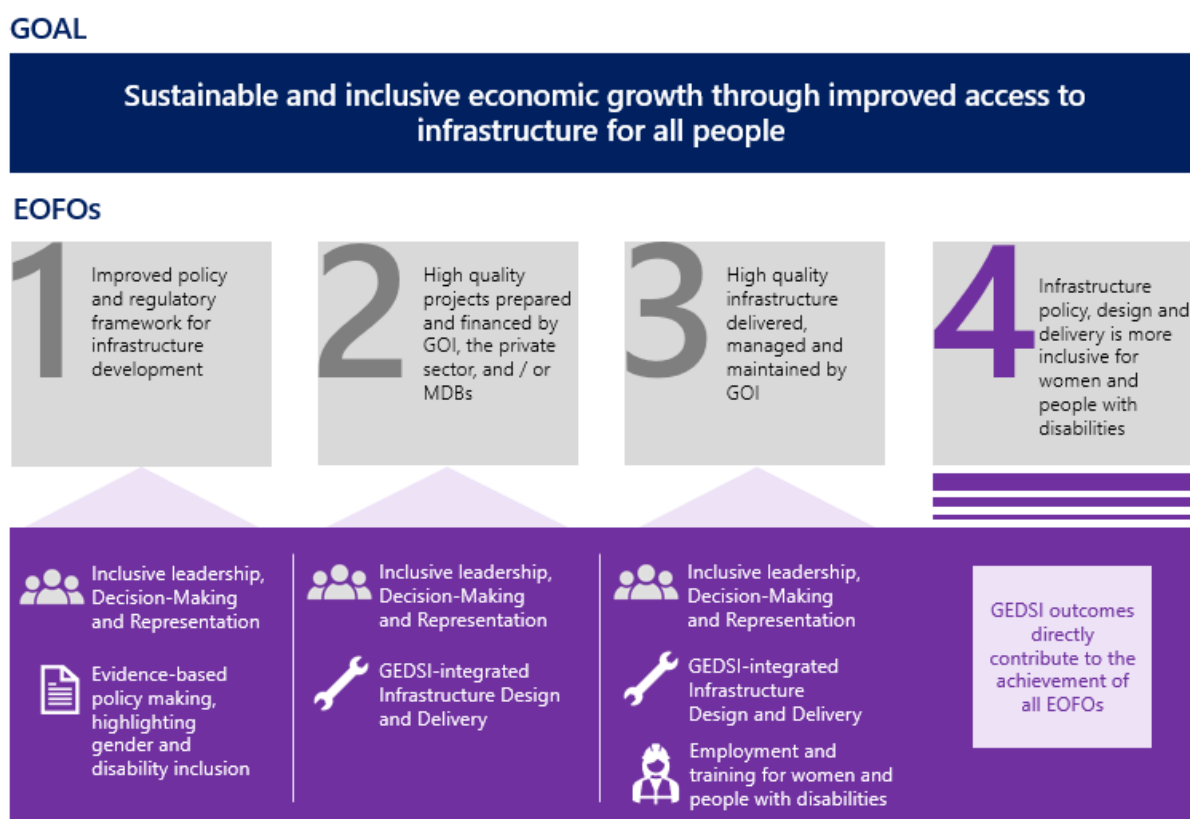 GOAL
Sustainable and inclusive economic growth through improved access to
infrastructure for all people
EOFOs
1
Improved policy
and regulatory
framework for
infrastructure
development
2
High quality
projects prepared
and financed by
GOI, the private
sector, and / or
MDBs
3
High quality
infrastructure
delivered,
managed and
maintained by
GOI
4
Infrastructure
policy, design and
delivery is more
inclusive for
women and
people with
disabilities
Inclusive leadership,
Decision-Making
and Representation
Evidence-based
policy making,
highlighting
gender and
disability inclusion
Inclusive leadership,
Decision-Making
and Representation
GEDSI-integrated
Infrastructure Design
and Delivery
Inclusive leadership,
Decision-Making
and Representation
GEDSI-integrated
Infrastructure
Design and Delivery
Employment and
training for women and
people with disabilities
GEDSI outcomes
directly
contribute to the
achievement of
all EOFOs